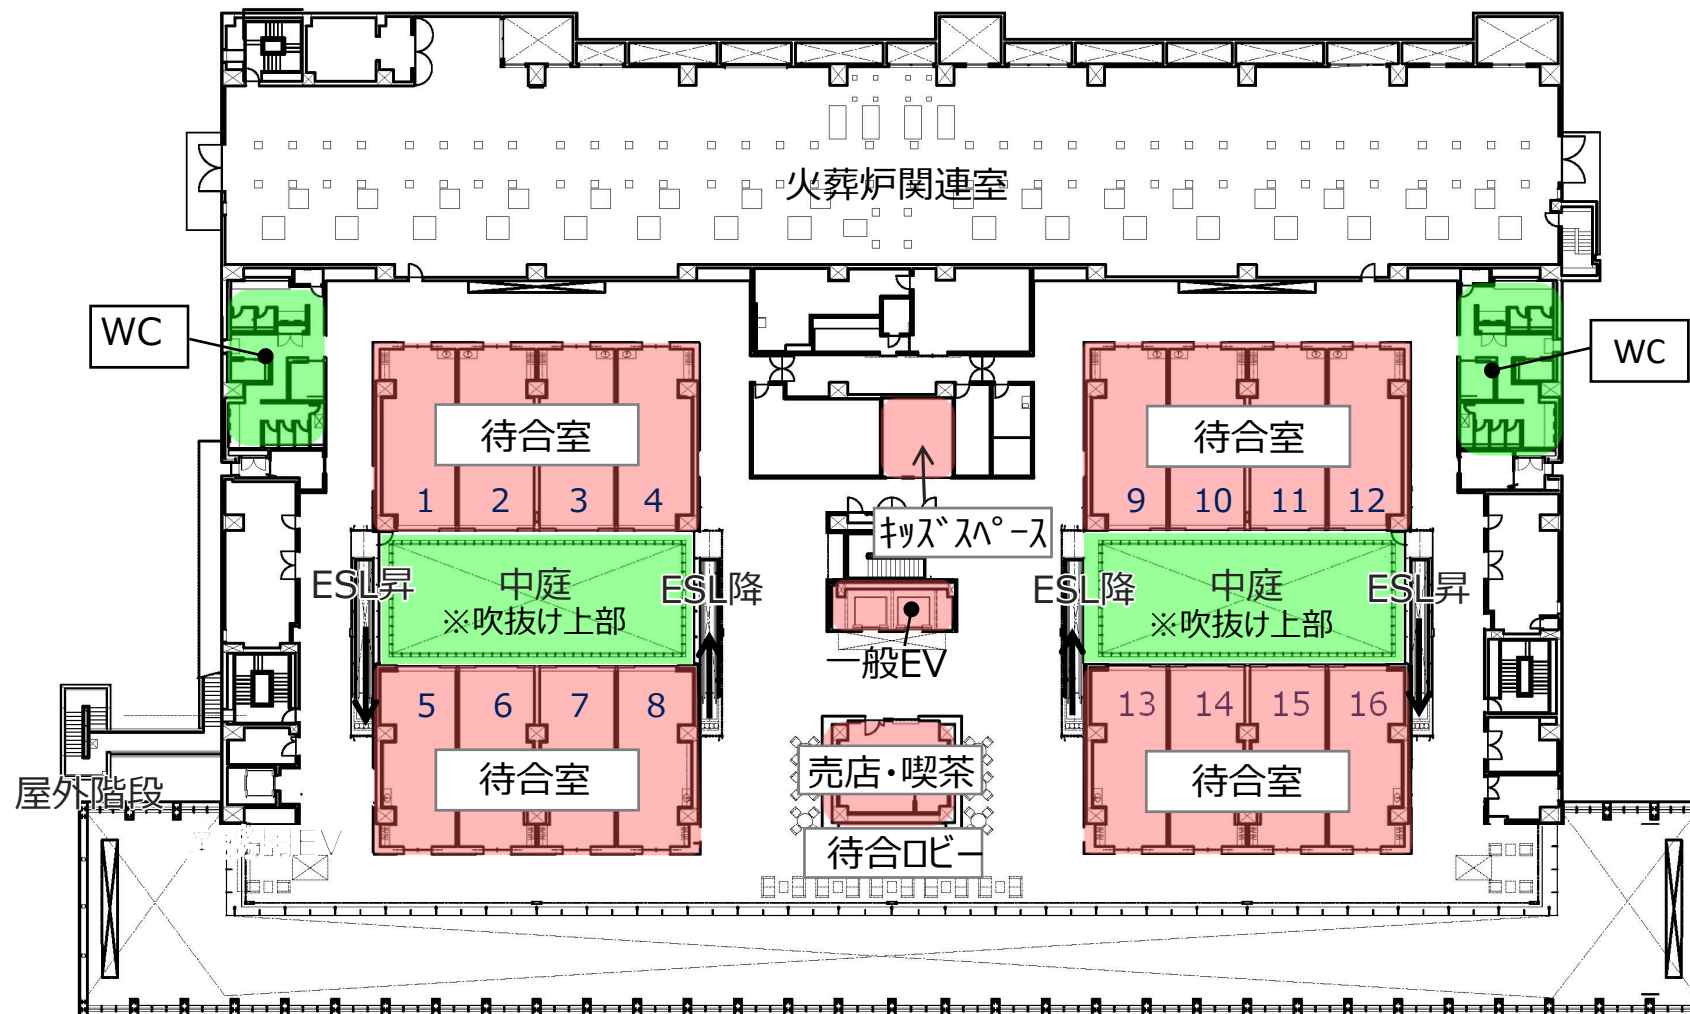 火葬炉関連室
WC
WC
待合室
待合室
1
2
3
4
9
10
11
12
キッズスペース
ESL昇
中庭
※吹抜け上部
ESL降
ESL降
中庭
※吹抜け上部
ESL昇
一般EV
5
6
7
8
13
14
15
16
待合室
売店・喫茶
待合室
屋外階段
待合ロビー